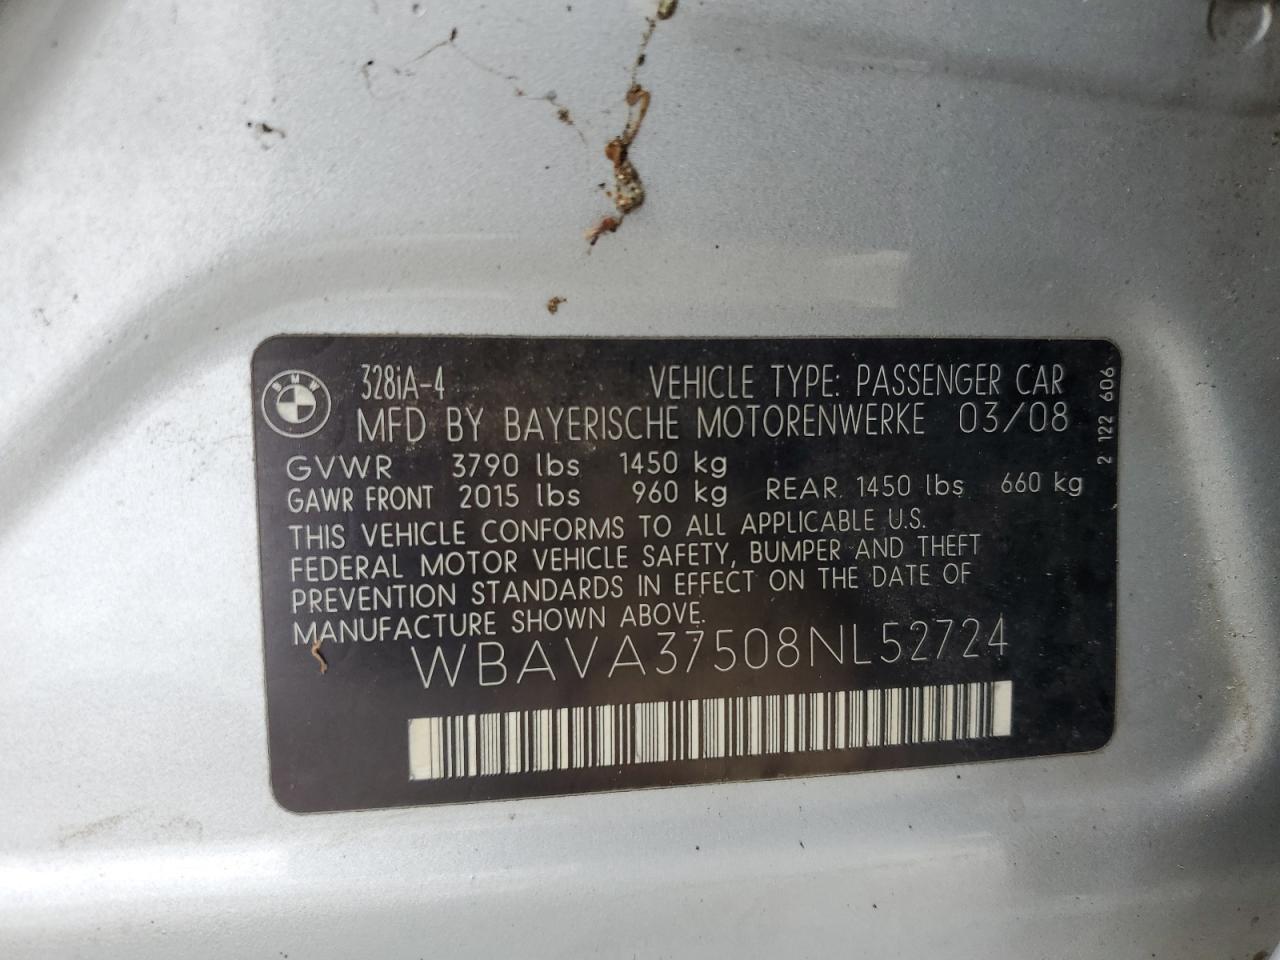 BMW
328iA-4 VEHICLE TYPE: PASSENGER CAR
MFD BY BAYERISCHE MOTORENWERKE 03/08
GVWR 3790 lbs 1450 kg
GAWR FRONT 2015 lbs 960 kg REAR 1450 lbs 660 kg
THIS VEHICLE CONFORMS TO ALL APPLICABLE U.S.
FEDERAL MOTOR VEHICLE SAFETY, BUMPER AND THEFT
PREVENTION STANDARDS IN EFFECT ON THE DATE OF
MANUFACTURE SHOWN ABOVE.
WBAVA37508NL52724
2 122 606